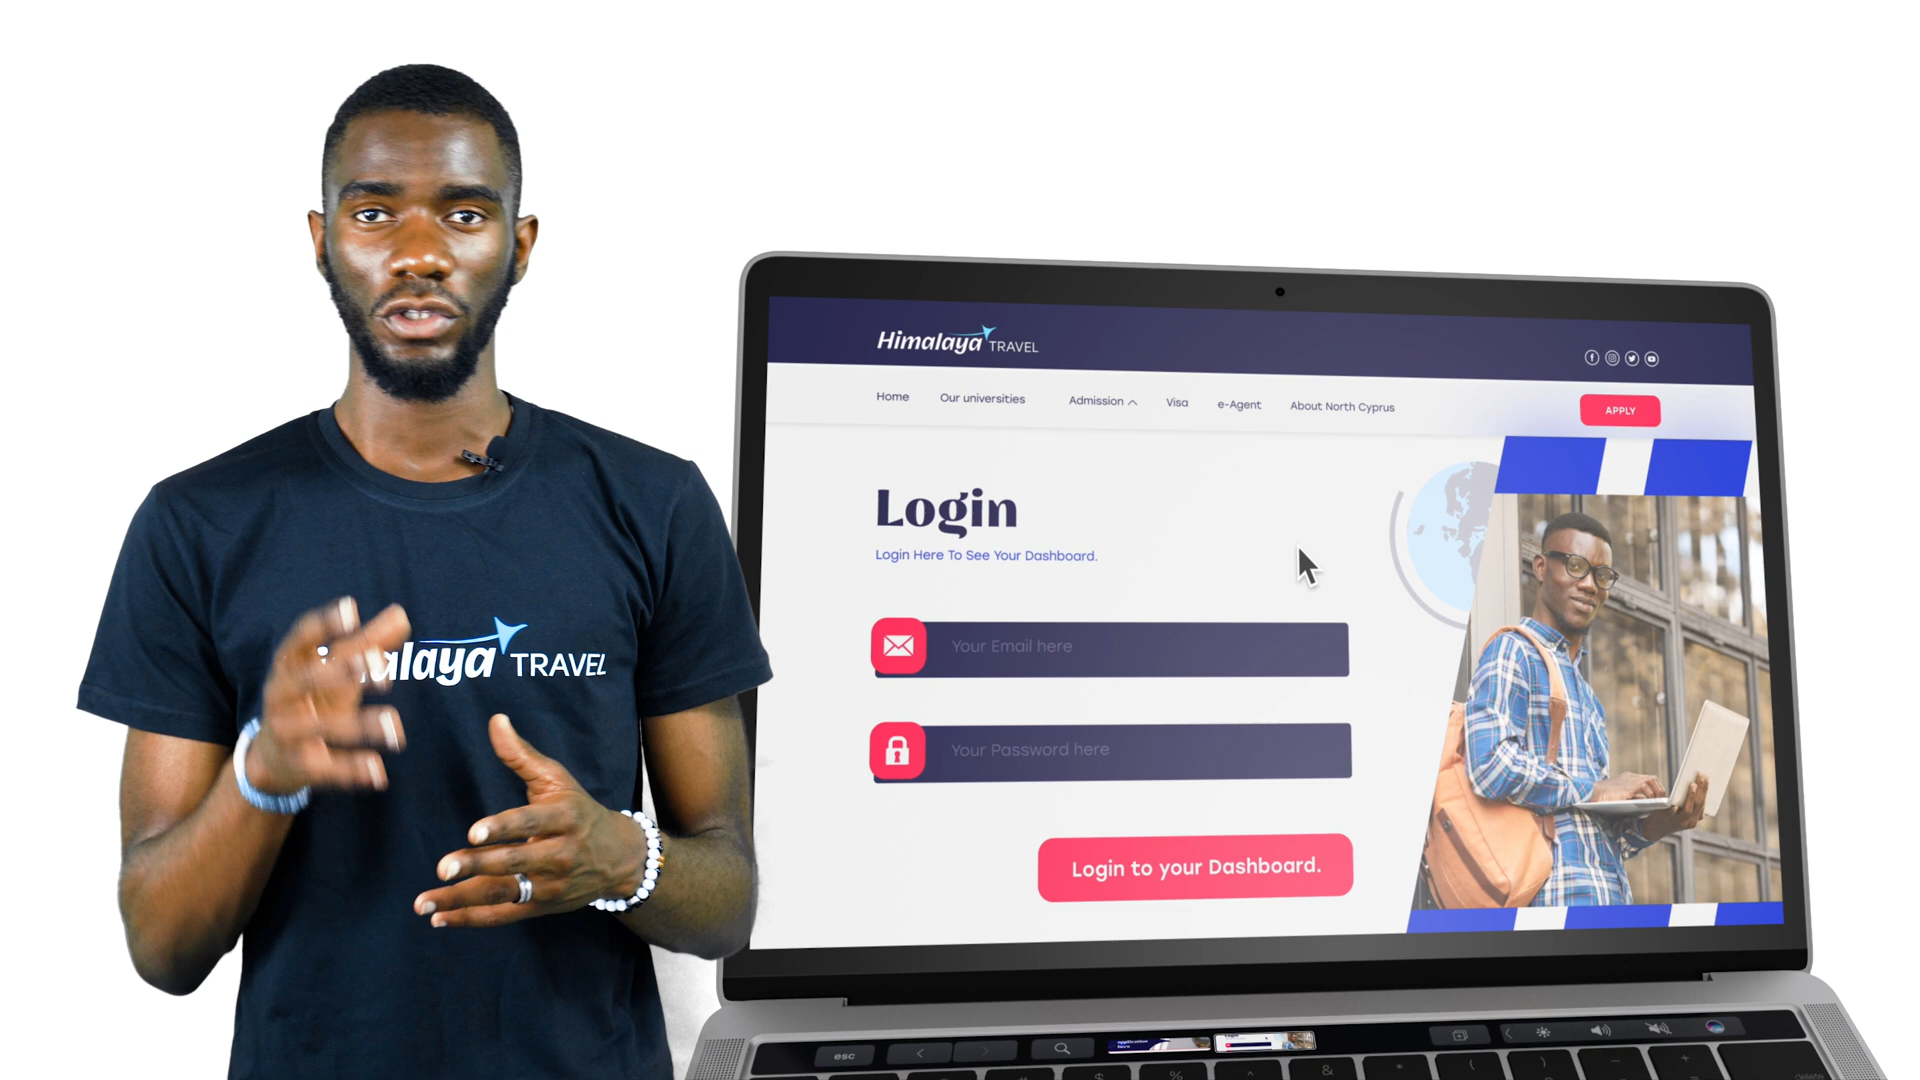 malaya TRAVEL
Himalaya TRAVEL
Home Our universities Admission Visa e-Agent About North Cyprus APPLY
Login
Login Here To See Your Dashboard.
Your Email here
Your Password here
Login to your Dashboard.
esc